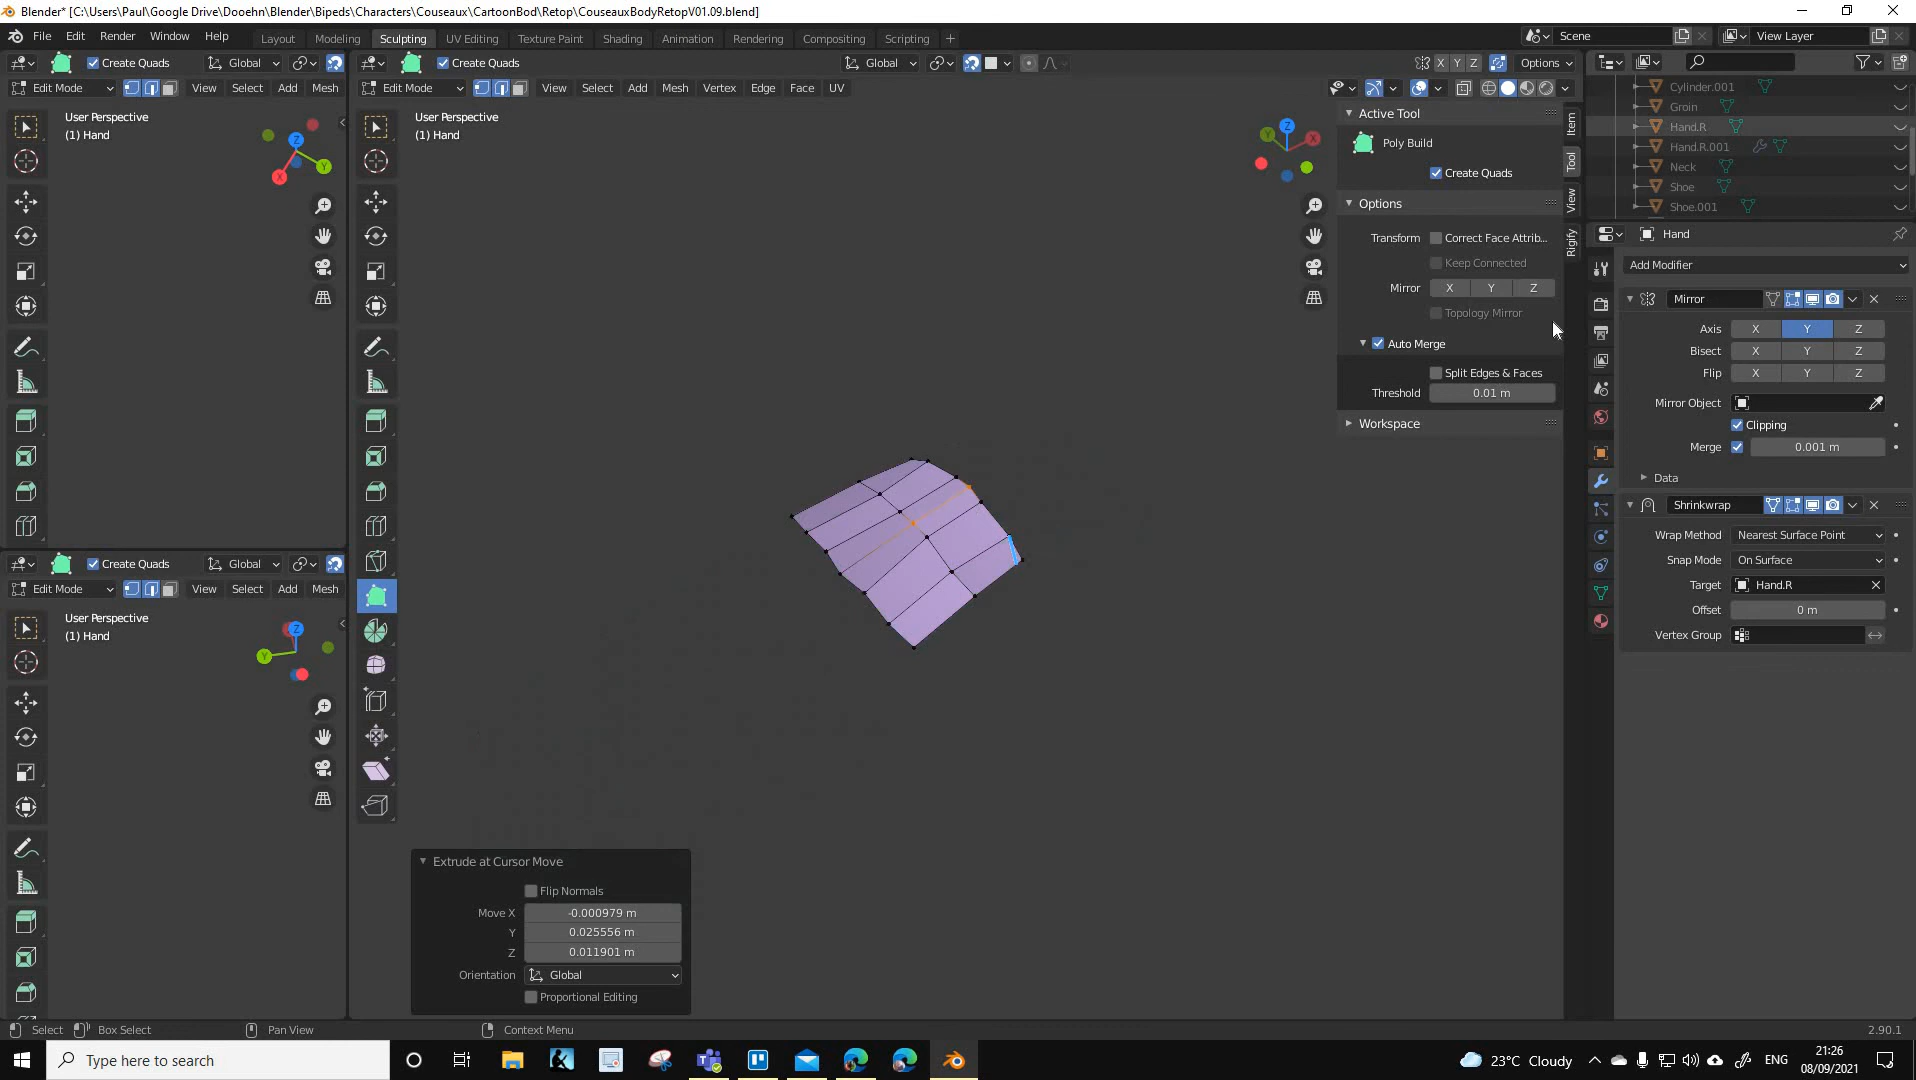 Blender* [C:\Users\Paul\Google Drive\Dooehn\Blender\Bipeds\Characters\Couseaux\CartoonBod\Retop\CouseauxBodyRetopV01.09.blend]
File Edit Render Window Help Layout Modeling Sculpting UV Editing Texture Paint Shading Animation Rendering Compositing Scripting + Scene View Layer
Create Quads Global Create Quads Global X Y Z Options
Edit Mode View Select Add Mesh Edit Mode View Select Add Mesh Vertex Edge Face UV
User Perspective
(1) Hand
Z
Y
X
User Perspective
(1) Hand
Z
Y
X
Active Tool
Poly Build
Create Quads
Options
Transform Correct Face Attrib...
Keep Connected
Mirror X Y Z
Topology Mirror
Auto Merge
Split Edges & Faces
Threshold 0.01 m
Workspace
Item
Tool
View
Rigify
Cylinder.001
Groin
Hand.R
Hand.R.001
Neck
Shoe
Shoe.001
Hand
Add Modifier
Mirror
Axis X Y Z
Bisect X Y Z
Flip X Y Z
Mirror Object
Clipping
Merge 0.001 m
Data
Shrinkwrap
Wrap Method Nearest Surface Point
Snap Mode On Surface
Target Hand.R
Offset 0 m
Vertex Group
Create Quads Global
Edit Mode View Select Add Mesh
User Perspective
(1) Hand
Z
Y
Extrude at Cursor Move
Flip Normals
Move X -0.000979 m
Y 0.025556 m
Z 0.011901 m
Orientation Global
Proportional Editing
Select Box Select Pan View Context Menu 2.90.1
Type here to search 23°C Cloudy ENG 21:26
08/09/2021